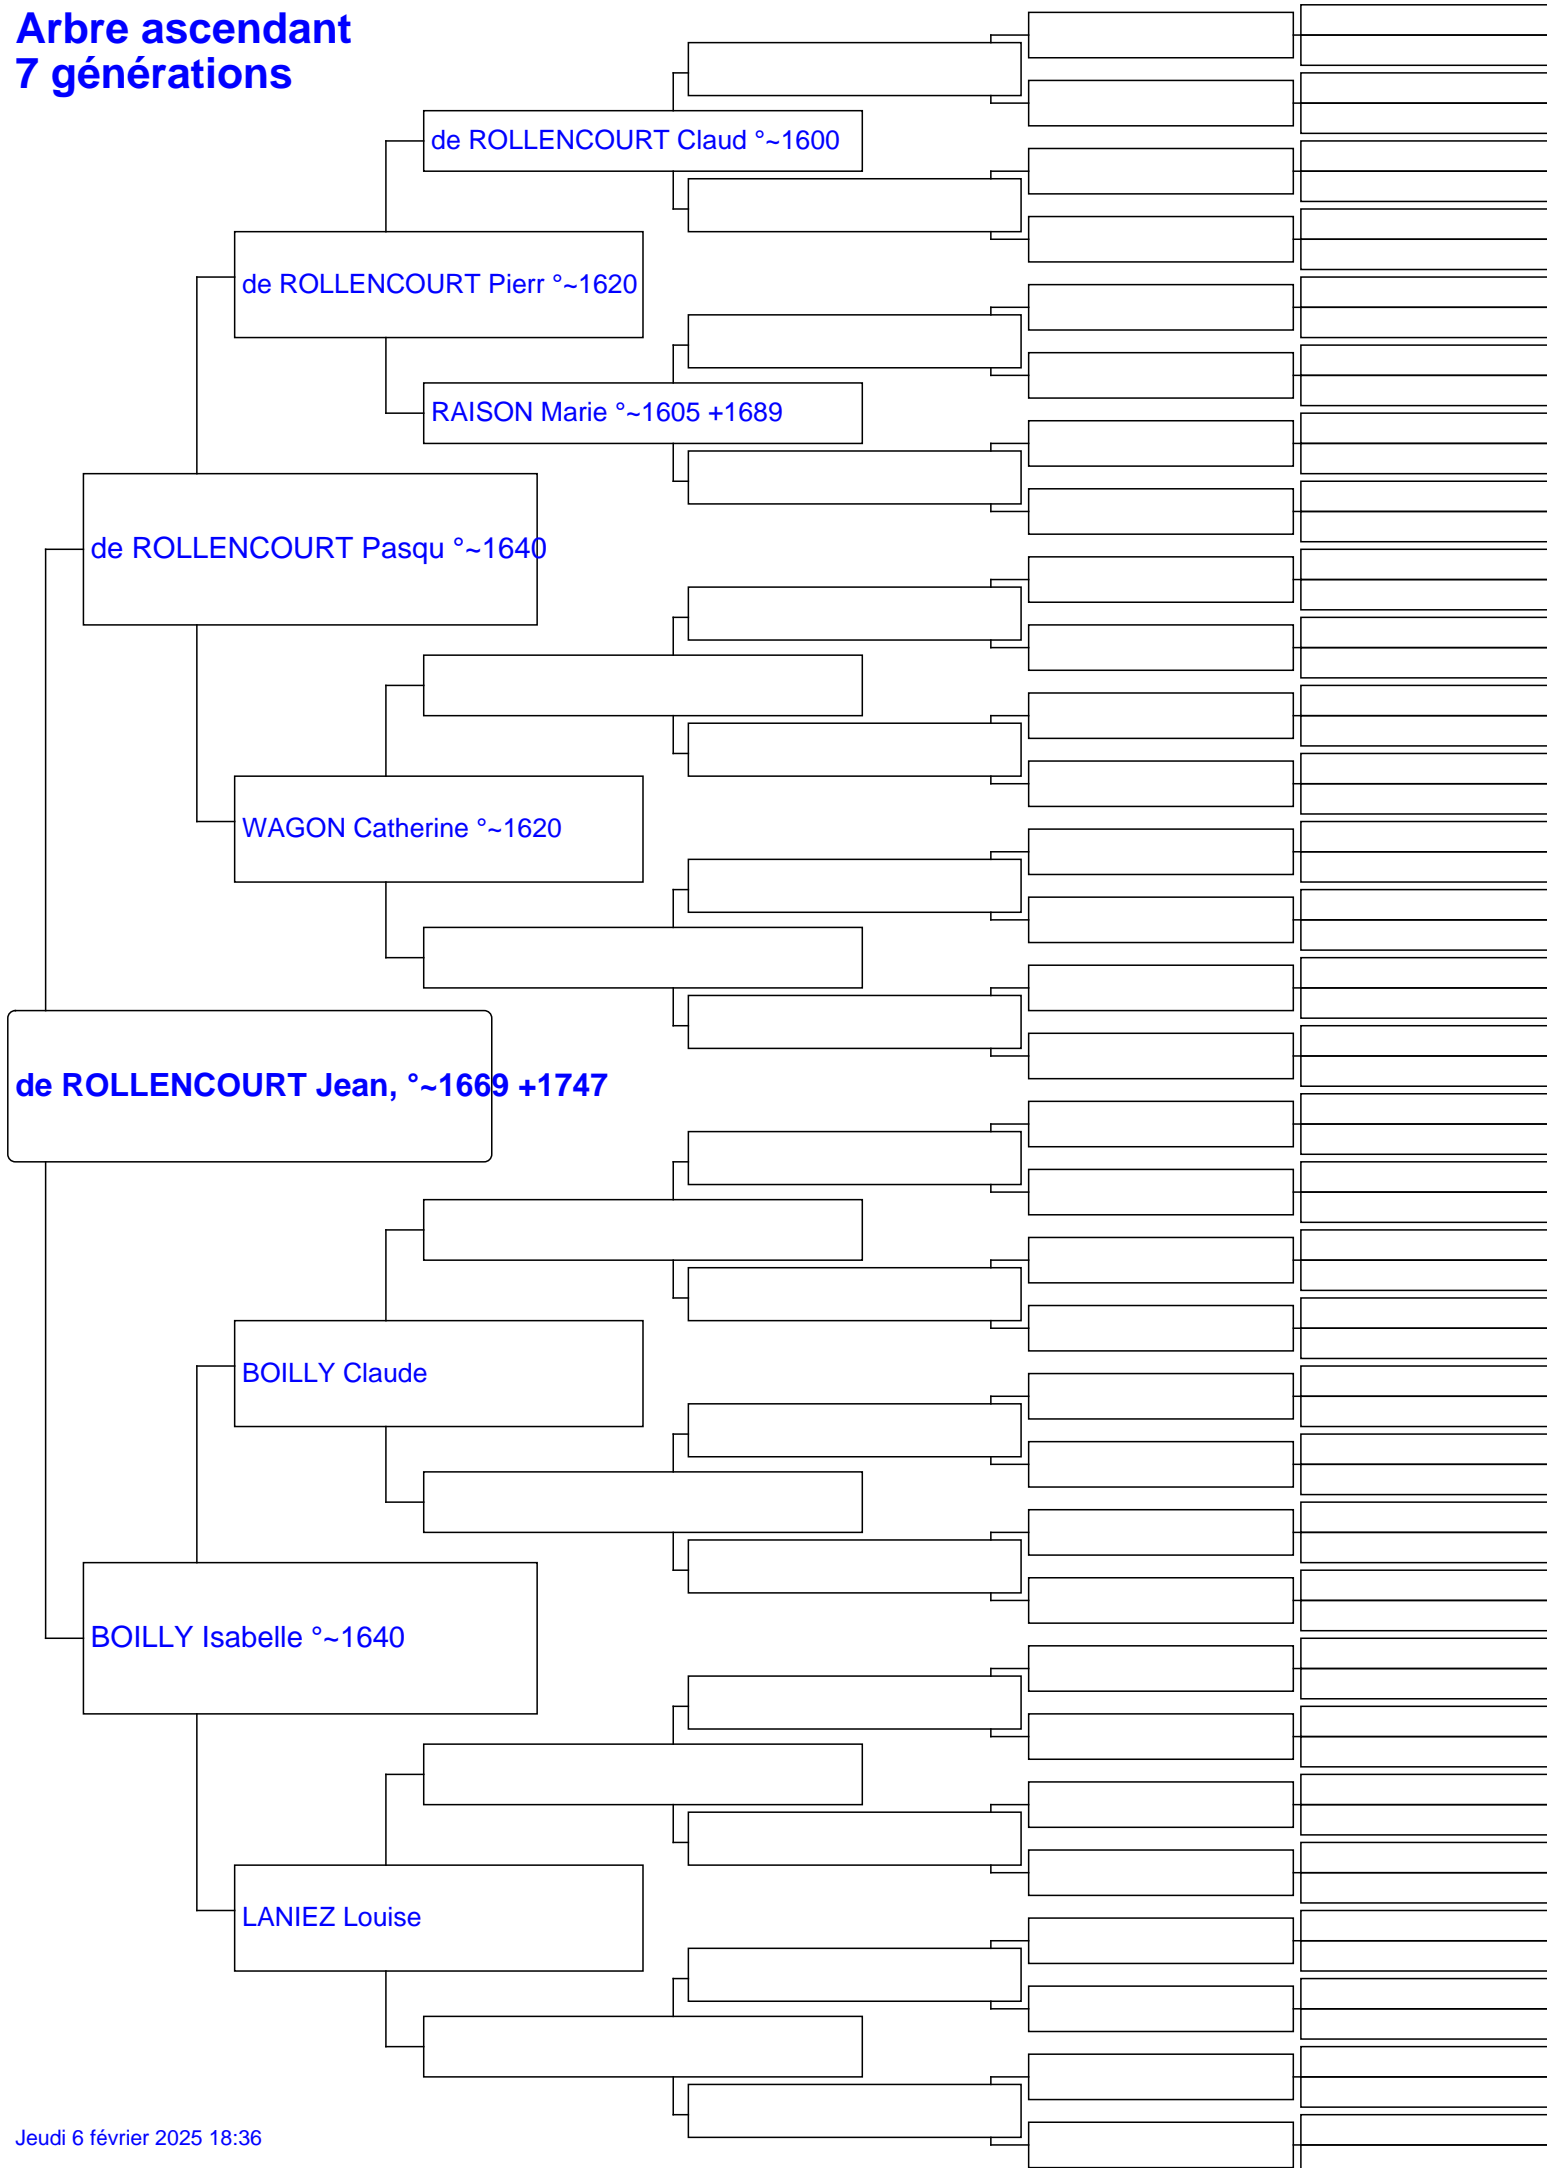 Arbre ascendant
7 générations
de ROLLENCOURT Claud °~1600
de ROLLENCOURT Pierr °~1620
RAISON Marie °~1605 +1689
de ROLLENCOURT Pasqu °~1640
WAGON Catherine °~1620
de ROLLENCOURT Jean, °~1669 +1747
BOILLY Claude
BOILLY Isabelle °~1640
LANIEZ Louise
Jeudi 6 février 2025 18:36